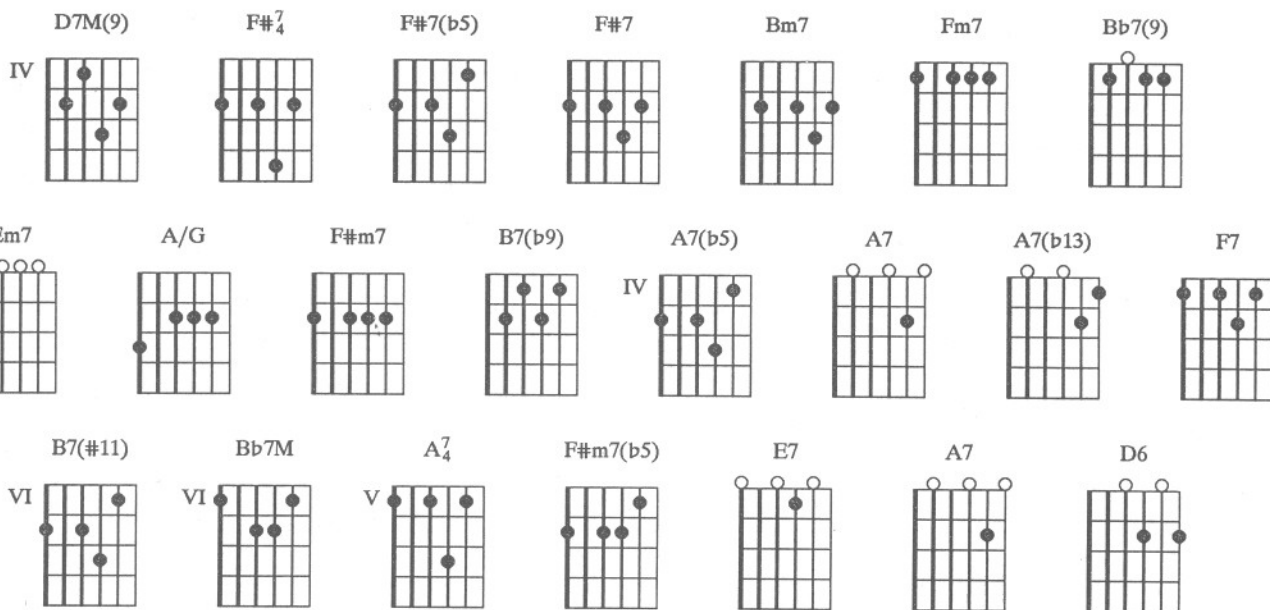 D7M(9) F#7/4 F#7(b5) F#7 Bm7 Fm7 Bb7(9)
IV
Em7 A/G F#m7 B7(b9) A7(b5) A7 A7(b13) F7
IV
B7(#11) Bb7M A7/4 F#m7(b5) E7 A7 D6
VI VI V